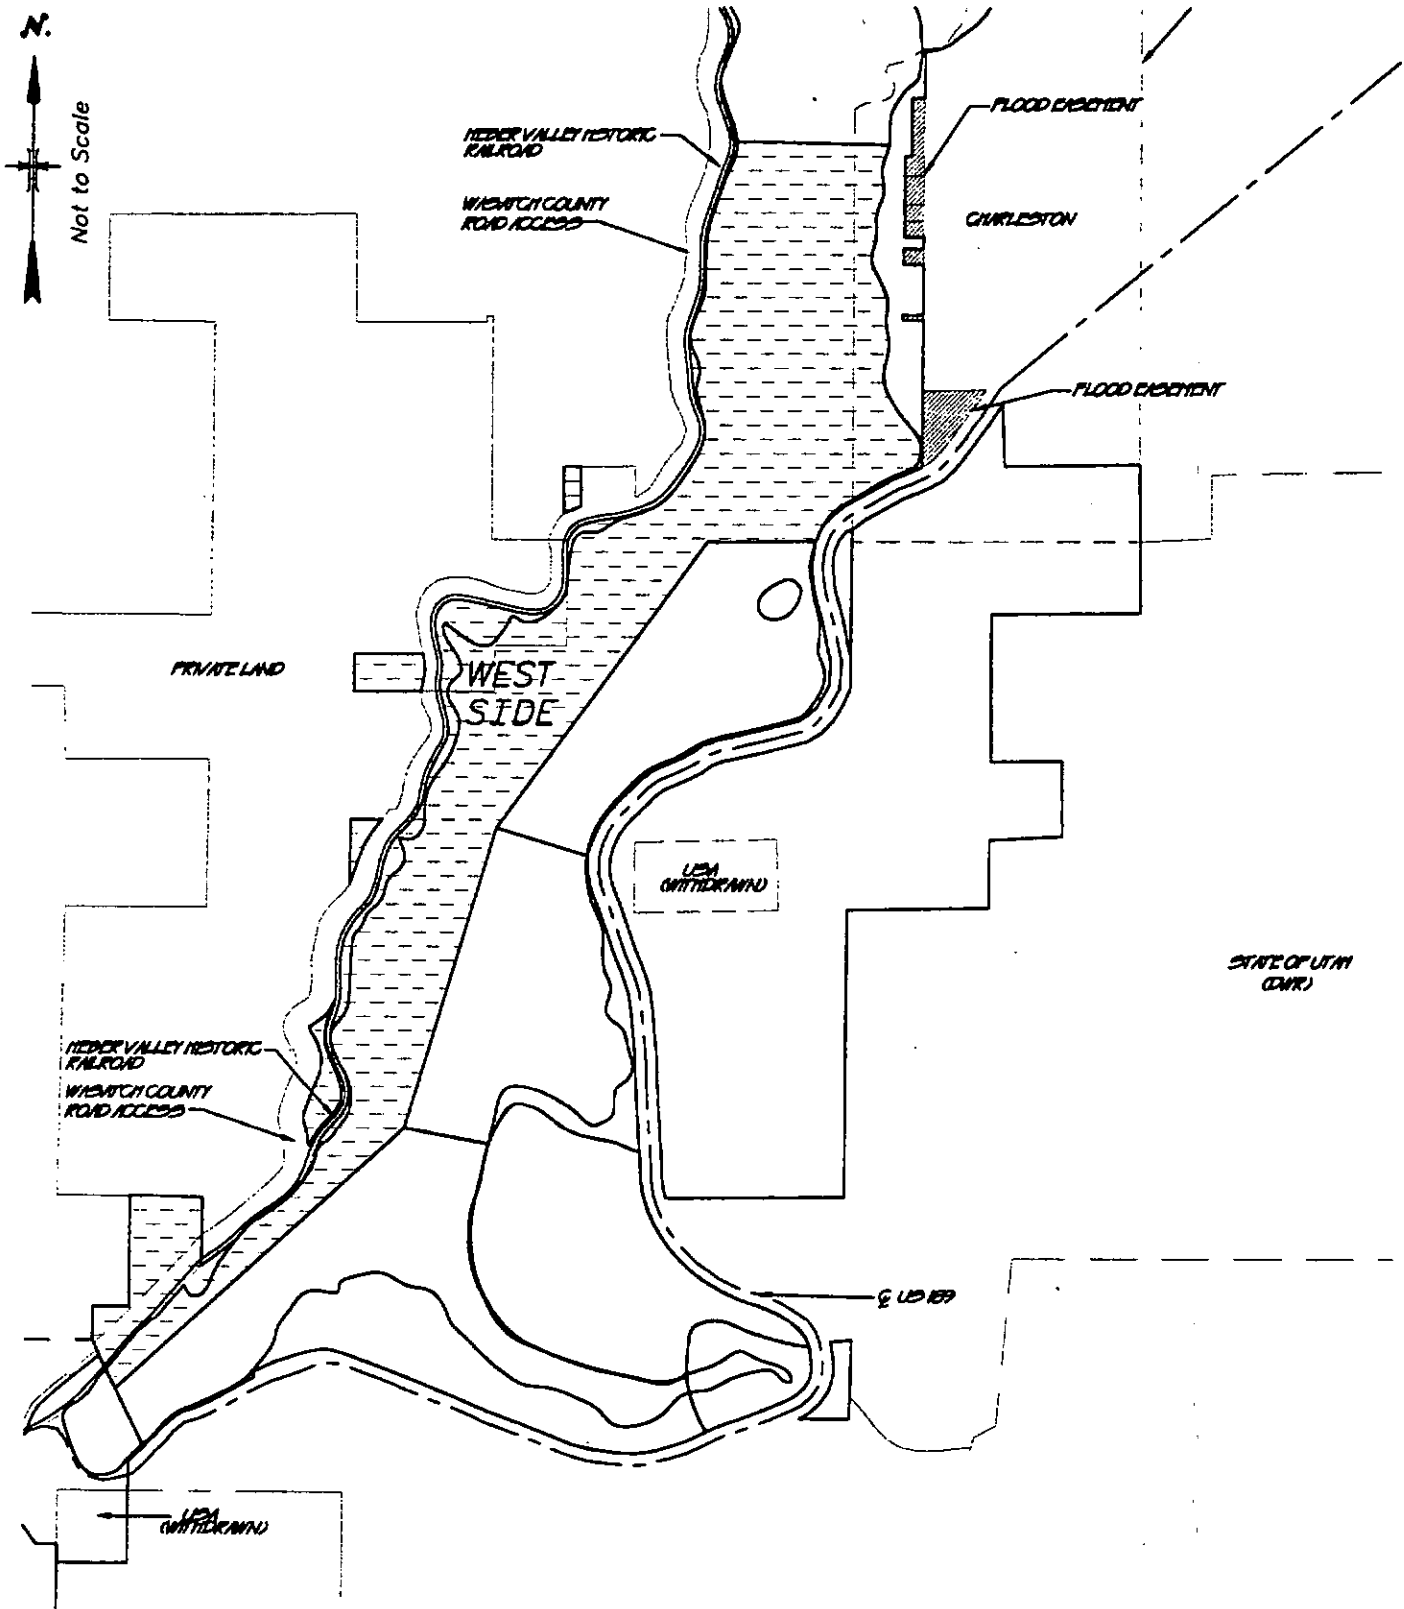 N.
Not to Scale
HEBER VALLEY HISTORIC
RAILROAD
WASATCH COUNTY
ROAD ACCESS
FLOOD EASEMENT
CHARLESTON
FLOOD EASEMENT
PRIVATE LAND
WEST
SIDE
USA
(WITHDRAWN)
STATE OF UTAH
(DWR)
HEBER VALLEY HISTORIC
RAILROAD
WASATCH COUNTY
ROAD ACCESS
℄ US 189
USA
(WITHDRAWN)